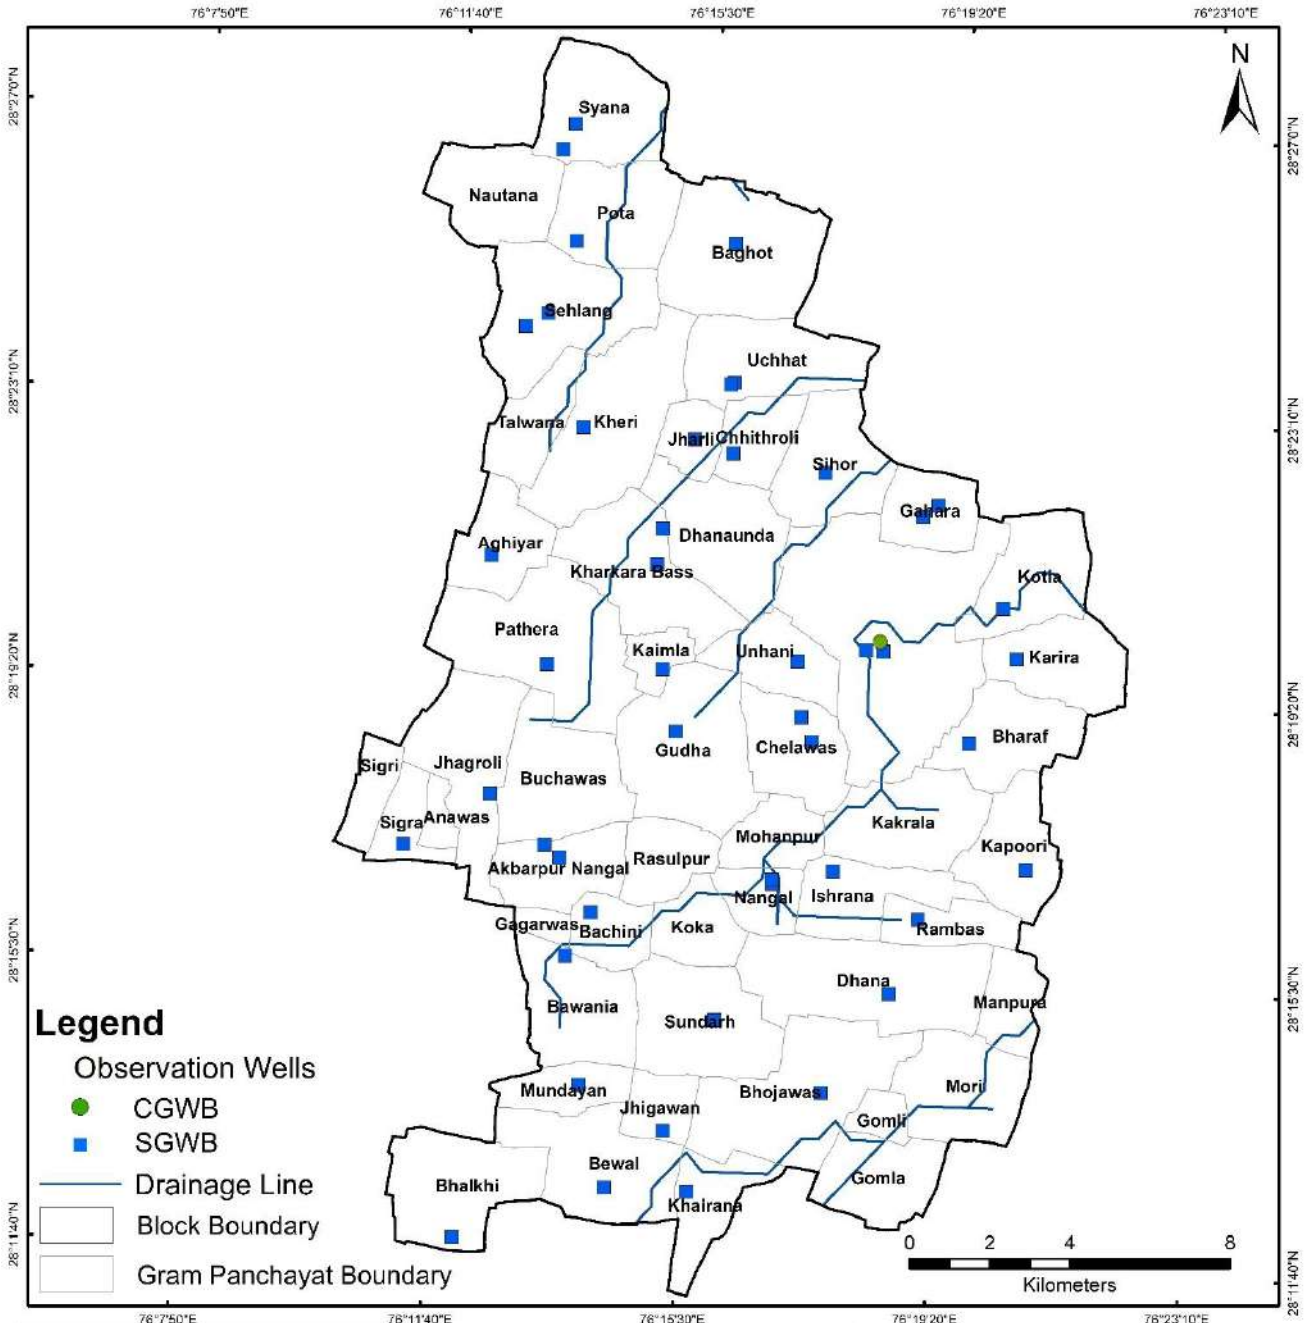 76°7'50"E 76°11'40"E 76°15'30"E 76°19'20"E 76°23'10"E
N
28°27'0"N
28°27'0"N
Syana
Nautana
Pota
Baghot
Sehlang
Uchhat
28°23'10"N
28°23'10"N
Talwana
Kheri
Jharli
Chhithroli
Sihor
Gahara
Dhanaunda
Aghiyar
Kharkara Bass
Kotla
Pathera
Kaimla
Unhani
Karira
28°19'20"N
28°19'20"N
Gudha
Chelawas
Bharaf
Sigri
Jhagroli
Buchawas
Sigra
Anawas
Mohanpur
Kakrala
Kapoori
Akbarpur Nangal
Rasulpur
Nangal
Ishrana
Gagarwas
Bachini
Koka
Rambas
28°15'30"N
28°15'30"N
Dhana
Manpura
Bawania
Sundarh
Mundayan
Jhigawan
Bhojawas
Mori
Gomli
Bewal
Bhalkhi
Khairana
Gomla
28°11'40"N
28°11'40"N
Legend
Observation Wells
CGWB
SGWB
Drainage Line
Block Boundary
Gram Panchayat Boundary
0 2 4 8
Kilometers
76°7'50"E 76°11'40"E 76°15'30"E 76°19'20"E 76°23'10"E